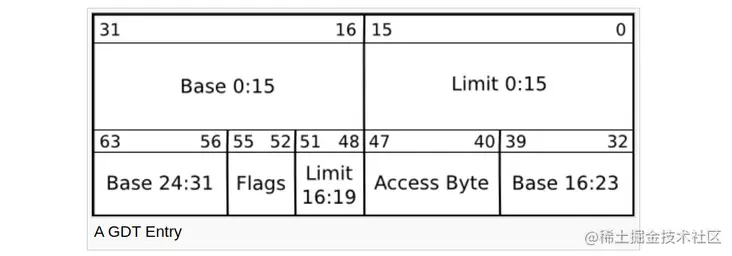 31 16 15 0
Base 0:15 Limit 0:15
63 56 55 52 51 48 47 40 39 32
Base 24:31 Flags Limit 16:19 Access Byte Base 16:23
A GDT Entry
@稀土掘金技术社区